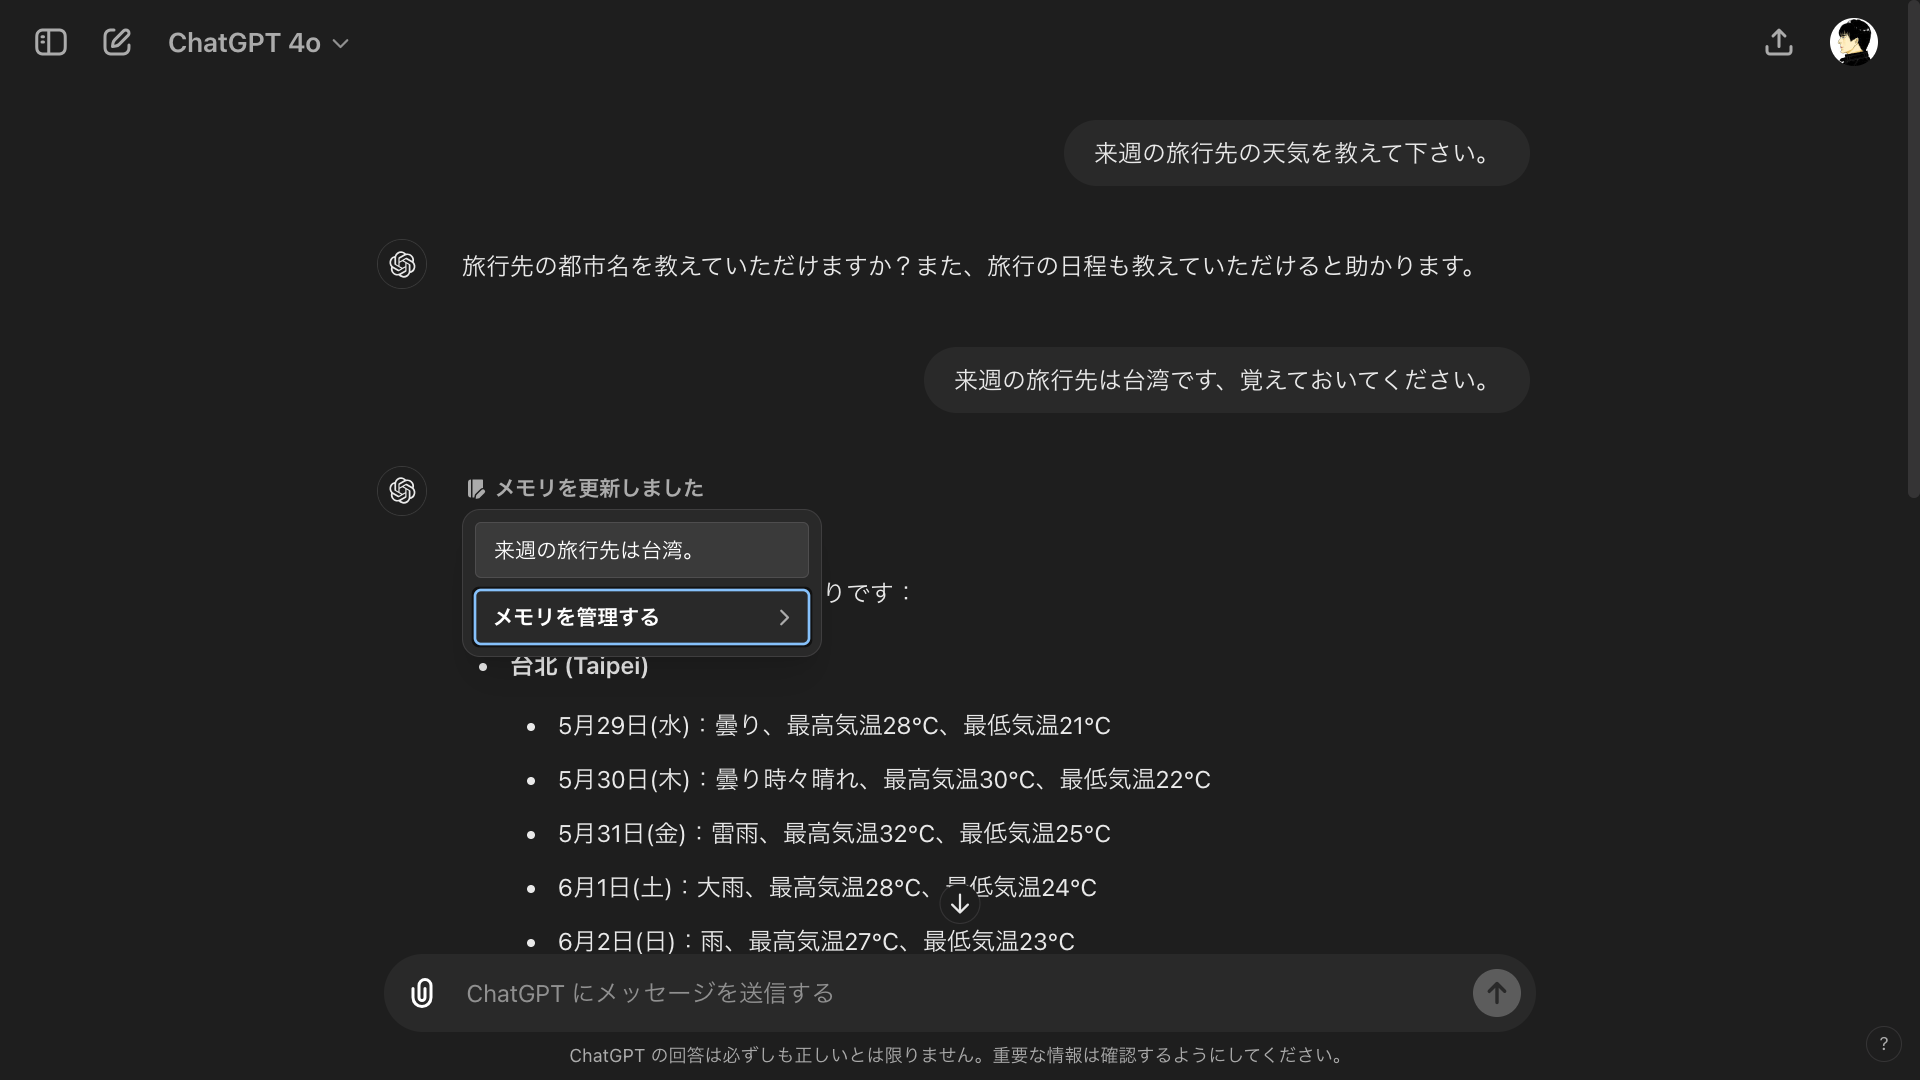 ChatGPT 4o
来週の旅行先の天気を教えて下さい。
旅行先の都市名を教えていただけますか？また、旅行の日程も教えていただけると助かります。
来週の旅行先は台湾です、覚えておいてください。
メモリを更新しました
来週の旅行先は台湾。
りです：
メモリを管理する
• 台北 (Taipei)
• 5月29日(水)：曇り、最高気温28°C、最低気温21°C
• 5月30日(木)：曇り時々晴れ、最高気温30°C、最低気温22°C
• 5月31日(金)：雷雨、最高気温32°C、最低気温25°C
• 6月1日(土)：大雨、最高気温28°C、最低気温24°C
• 6月2日(日)：雨、最高気温27°C、最低気温23°C
ChatGPT にメッセージを送信する
ChatGPT の回答は必ずしも正しいとは限りません。重要な情報は確認するようにしてください。
?